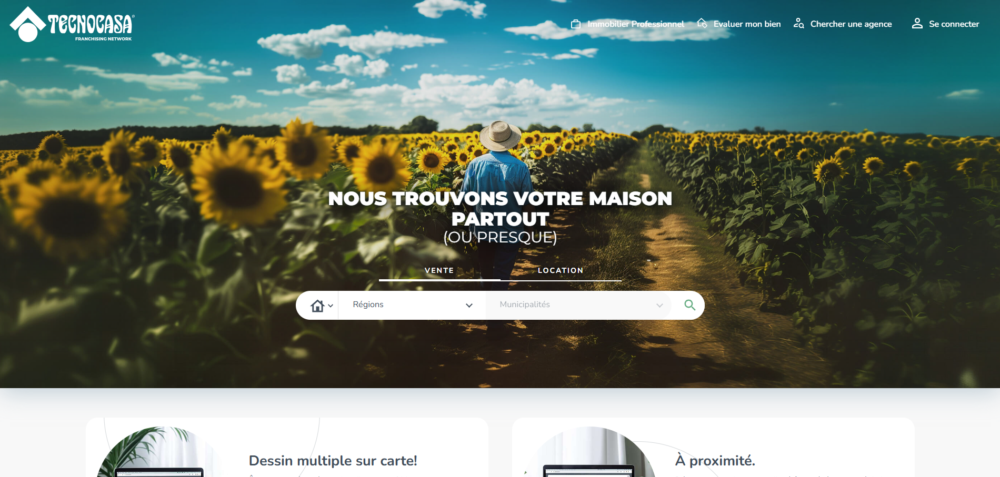 TECNOCASA®
FRANCHISING NETWORK
Immobilier Professionnel
Evaluer mon bien
Chercher une agence
Se connecter
NOUS TROUVONS VOTRE MAISON
PARTOUT
(OU PRESQUE)
VENTE
LOCATION
Régions
Municipalités
Dessin multiple sur carte!
À proximité.